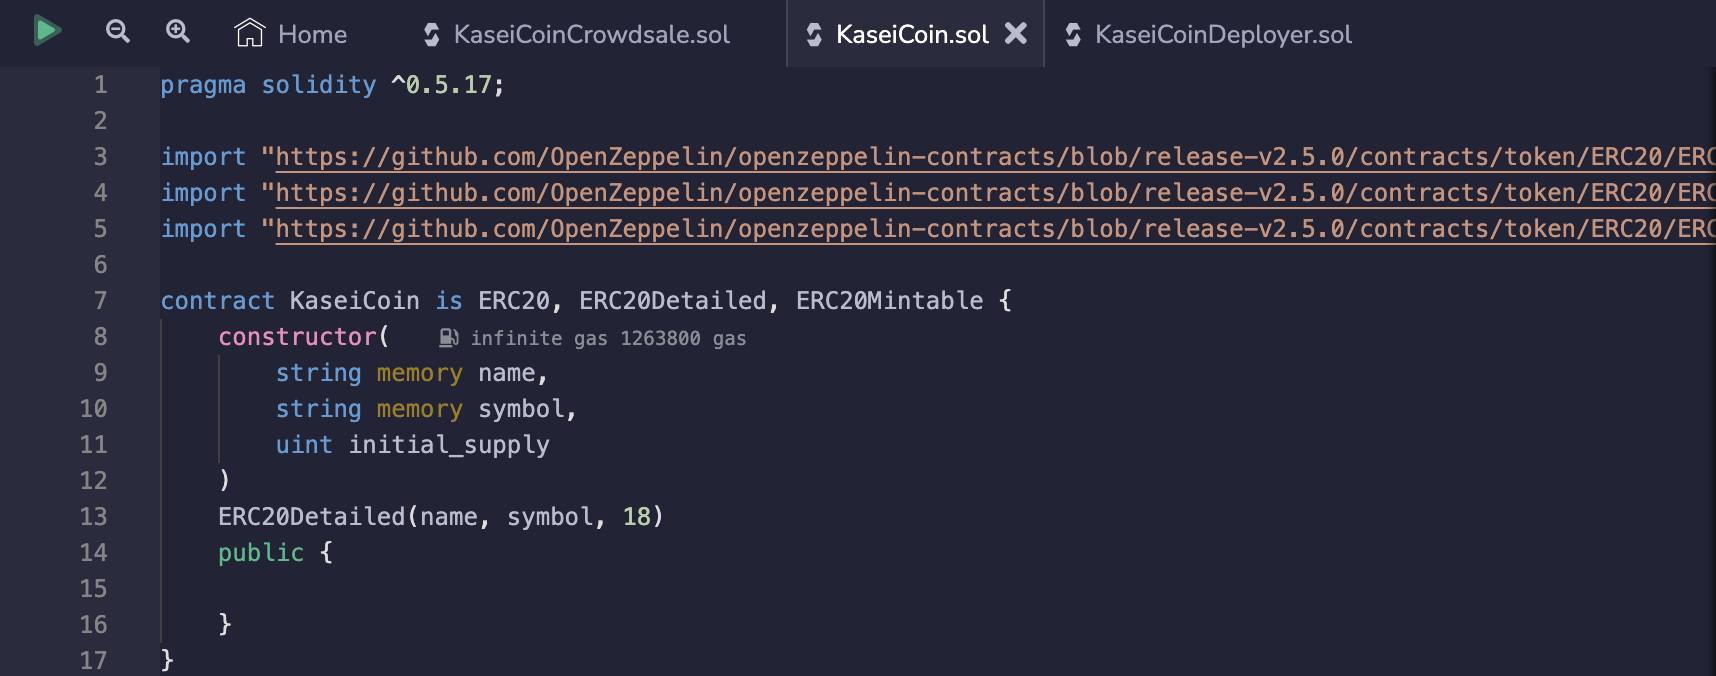 Home KaseiCoinCrowdsale.sol KaseiCoin.sol KaseiCoinDeployer.sol
1 pragma solidity ^0.5.17;
2
3 import "https://github.com/OpenZeppelin/openzeppelin-contracts/blob/release-v2.5.0/contracts/token/ERC20/ERC
4 import "https://github.com/OpenZeppelin/openzeppelin-contracts/blob/release-v2.5.0/contracts/token/ERC20/ERC
5 import "https://github.com/OpenZeppelin/openzeppelin-contracts/blob/release-v2.5.0/contracts/token/ERC20/ERC
6
7 contract KaseiCoin is ERC20, ERC20Detailed, ERC20Mintable {
8 constructor( infinite gas 1263800 gas
9 string memory name,
10 string memory symbol,
11 uint initial_supply
12 )
13 ERC20Detailed(name, symbol, 18)
14 public {
15
16 }
17 }